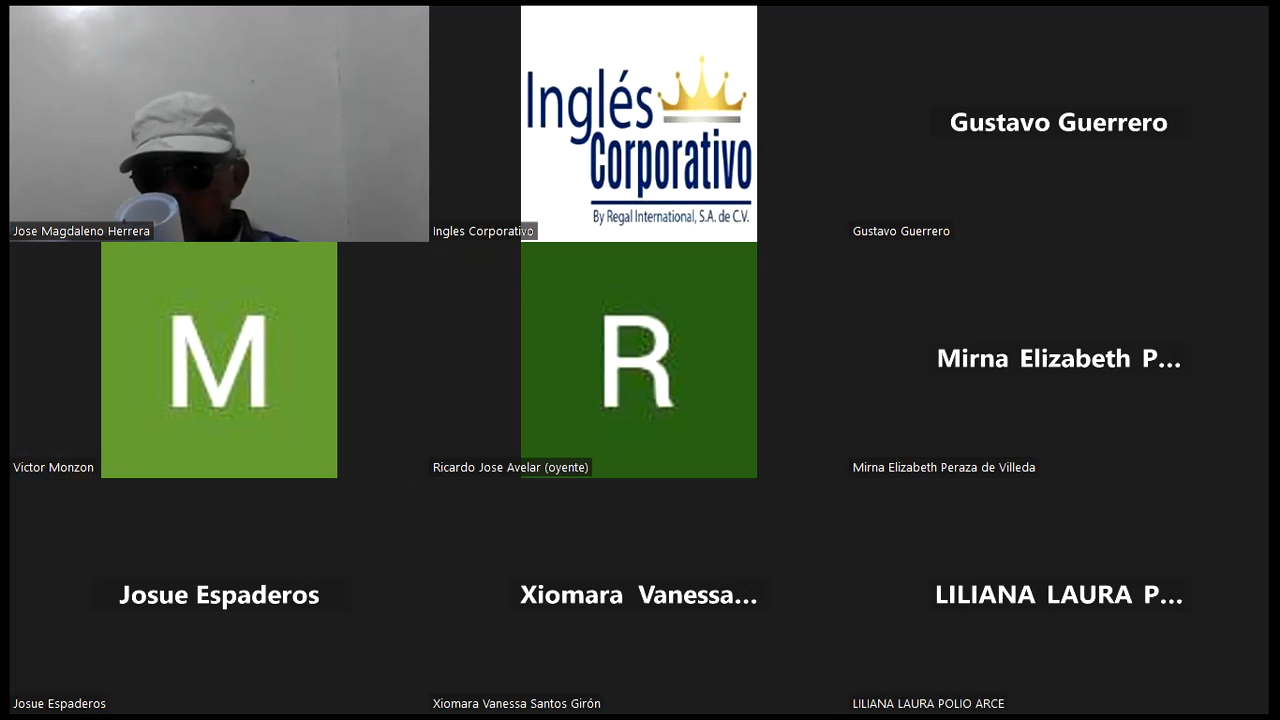 Jose Magdaleno Herrera
Inglés
Corporativo
By Regal International, S.A. de C.V.
Ingles Corporativo
Gustavo Guerrero
Gustavo Guerrero
M
Victor Monzon
R
Ricardo Jose Avelar (oyente)
Mirna Elizabeth P...
Mirna Elizabeth Peraza de Villeda
Josue Espaderos
Josue Espaderos
Xiomara Vanessa...
Xiomara Vanessa Santos Girón
LILIANA LAURA P...
LILIANA LAURA POLIO ARCE